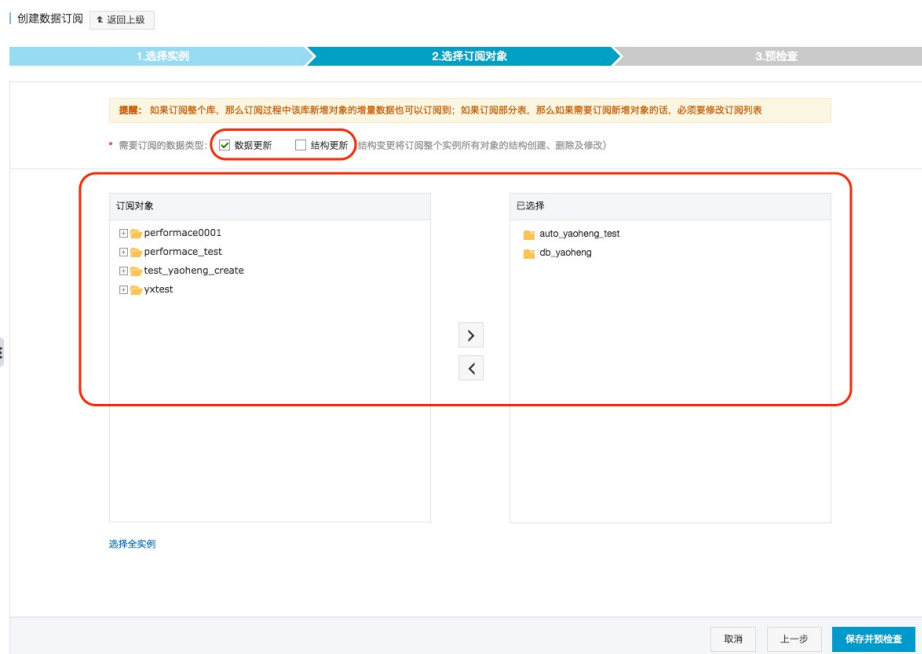 创建数据订阅 返回上级
1.选择实例 2.选择订阅对象 3.预检查
提醒： 如果订阅整个库，那么订阅过程中该库新增对象的增量数据也可以订阅到；如果订阅部分表，那么如果需要订阅新增对象的话，必须要修改订阅列表
* 需要订阅的数据类型： 数据更新 结构更新 结构变更将订阅整个实例所有对象的结构创建、删除及修改）
订阅对象
performace0001
performace_test
test_yaoheng_create
yxtest
已选择
auto_yaoheng_test
db_yaoheng
>
<
选择全实例
取消 上一步 保存并预检查